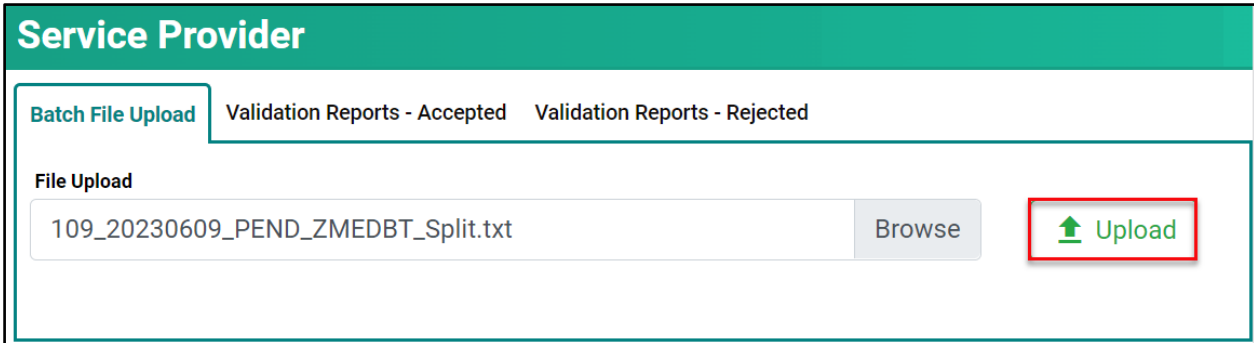 Service Provider
Batch File Upload Validation Reports - Accepted Validation Reports - Rejected
File Upload
109_20230609_PEND_ZMEDBT_Split.txt Browse Upload